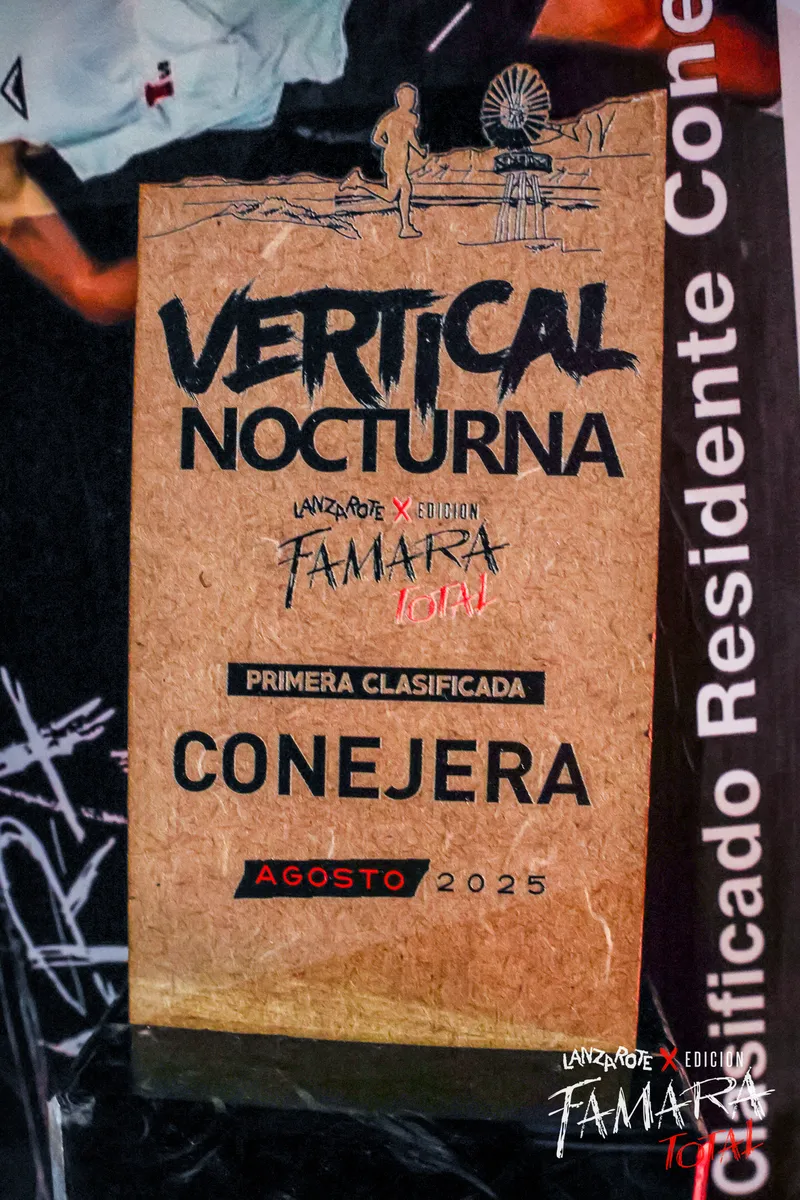 VERTICAL
NOCTURNA
LANZAROTE X EDICION
FAMARA
TOTAL
PRIMERA CLASIFICADA
CONEJERA
AGOSTO 2025
Clasificado Residente Cone
LANZAROTE X EDICION
FAMARA
TOTAL